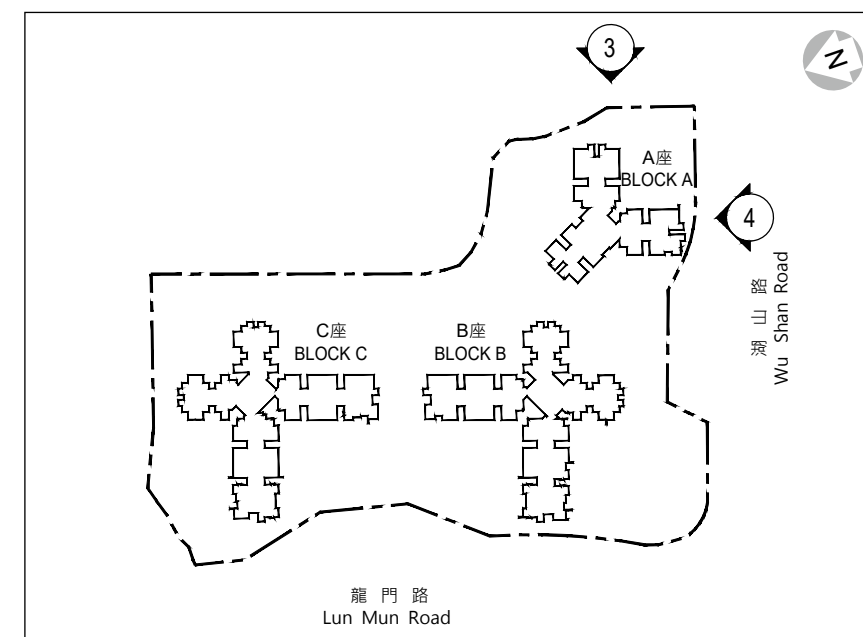 3
N
A座
BLOCK A
4
湖山路
Wu Shan Road
C座
BLOCK C
B座
BLOCK B
龍門路
Lun Mun Road